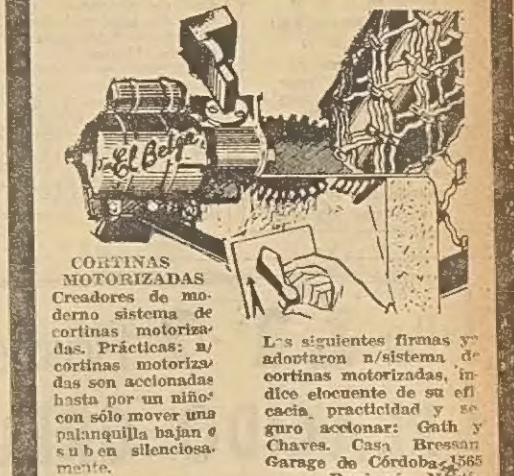 El Belga
CORTINAS
MOTORIZADAS
Creadores de mo-
derno sistema de
cortinas motoriza-
das. Prácticas: n/
cortinas motoriza-
das son accionadas
hasta por un niño
con sólo mover una
palanquilla bajan o
suben silenciosa-
mente.
Las siguientes firmas ya
adoptaron n/sistema de
cortinas motorizadas, ín-
dice elocuente de su efi
cacia, practicidad y se
guro accionar: Gath y
Chaves. Casa Bressan
Garage de Córdoba 1565